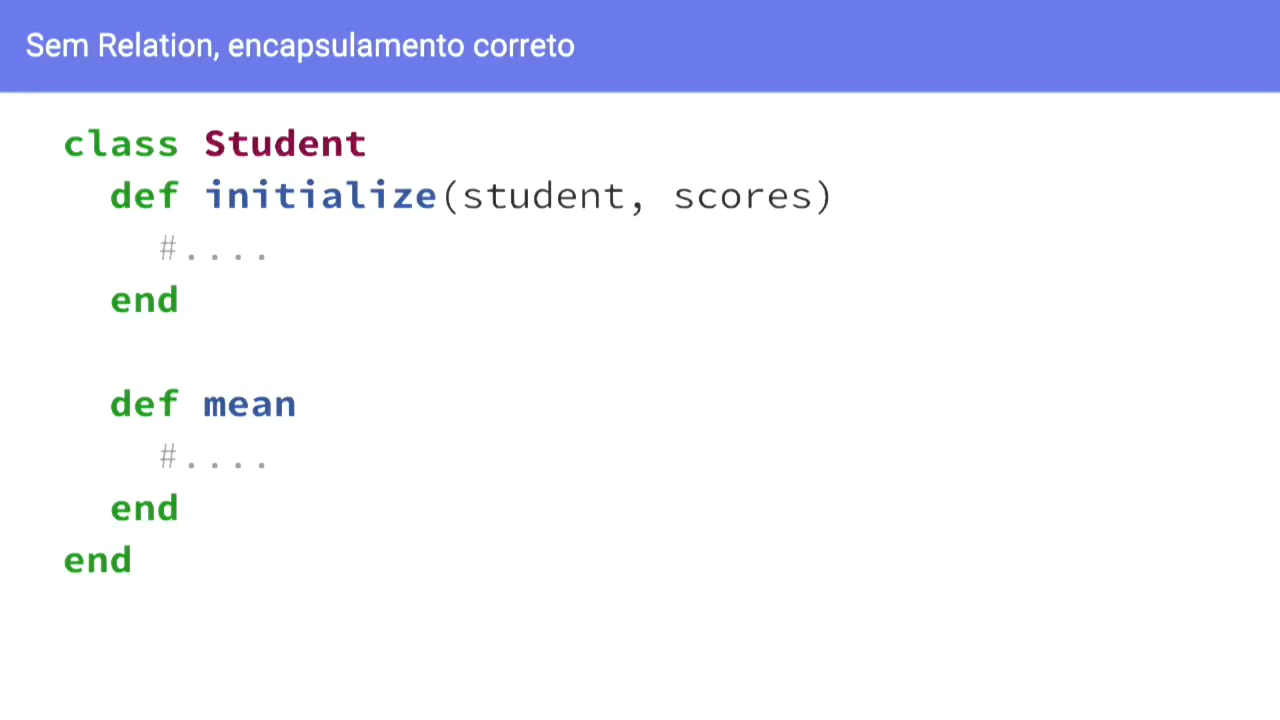 Sem Relation, encapsulamento correto
class Student
  def initialize(student, scores)
    #....
  end

  def mean
    #....
  end
end